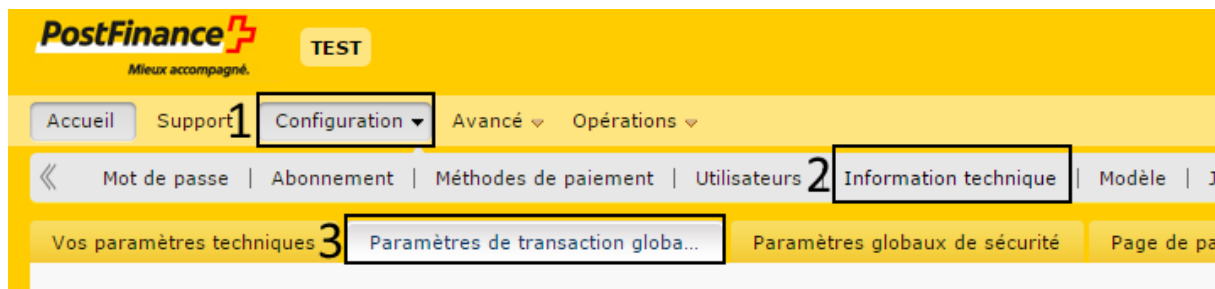 PostFinance
TEST
Mieux accompagné.
Accueil Support 1 Configuration Avancé Opérations
Mot de passe | Abonnement | Méthodes de paiement | Utilisateurs 2 Information technique | Modèle |
Vos paramètres techniques 3 Paramètres de transaction globa... Paramètres globaux de sécurité Page de pa